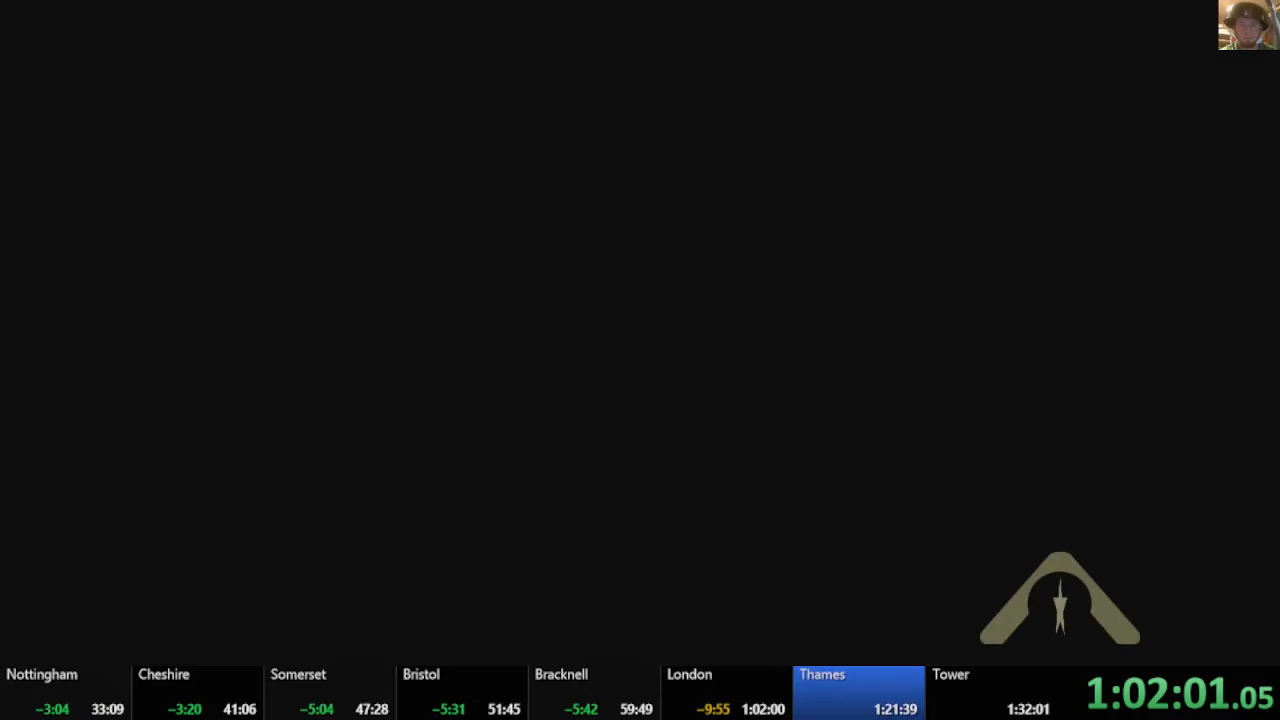 Nottingham
−3:04 33:09
Cheshire
−3:20 41:06
Somerset
−5:04 47:28
Bristol
−5:31 51:45
Bracknell
−5:42 59:49
London
−9:55 1:02:00
Thames
1:21:39
Tower
1:32:01
1:02:01.05